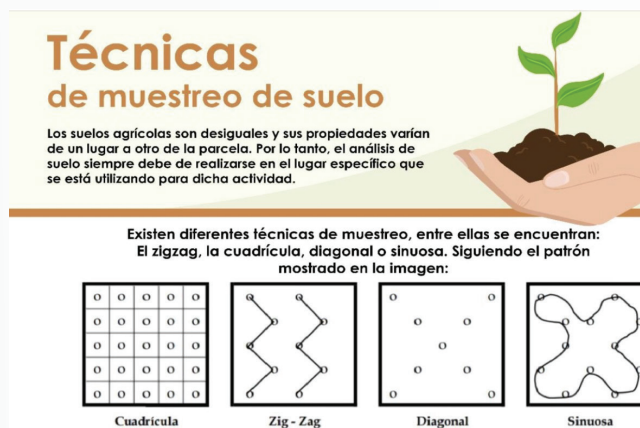 Técnicas
de muestreo de suelo
Los suelos agrícolas son desiguales y sus propiedades varían
de un lugar a otro de la parcela. Por lo tanto, el análisis de
suelo siempre debe de realizarse en el lugar específico que
se está utilizando para dicha actividad.
Existen diferentes técnicas de muestreo, entre ellas se encuentran:
El zigzag, la cuadrícula, diagonal o sinuosa. Siguiendo el patrón
mostrado en la imagen:
Cuadrícula
Zig - Zag
Diagonal
Sinuosa